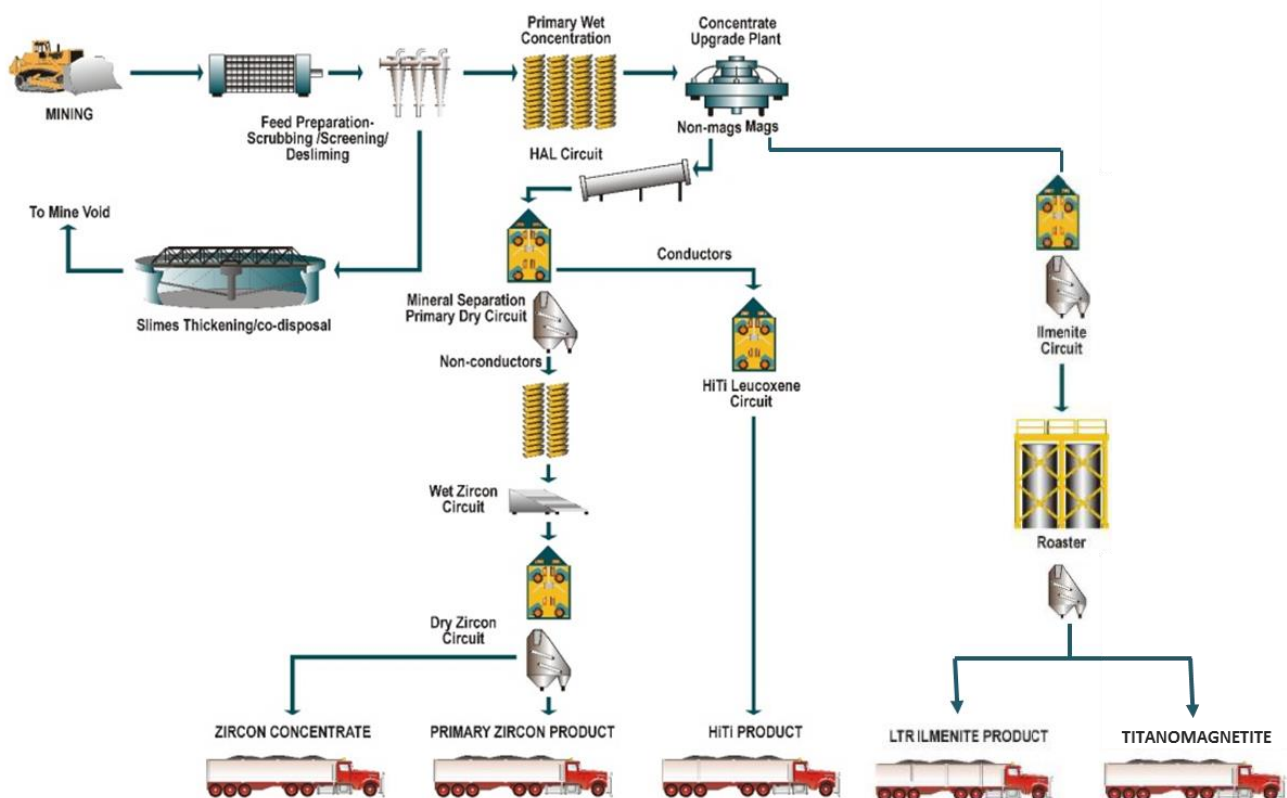 Primary Wet
Concentration
Concentrate
Upgrade Plant
MINING
Feed Preparation-
Scrubbing /Screening/
Desliming
Non-mags Mags
HAL Circuit
To Mine Void
Conductors
Slimes Thickening/co-disposal
Mineral Separation
Primary Dry Circuit
Ilmenite
Circuit
Non-conductors
HiTi Leucoxene
Circuit
Wet Zircon
Circuit
Roaster
Dry Zircon
Circuit
ZIRCON CONCENTRATE
PRIMARY ZIRCON PRODUCT
HiTi PRODUCT
LTR ILMENITE PRODUCT
TITANOMAGNETITE